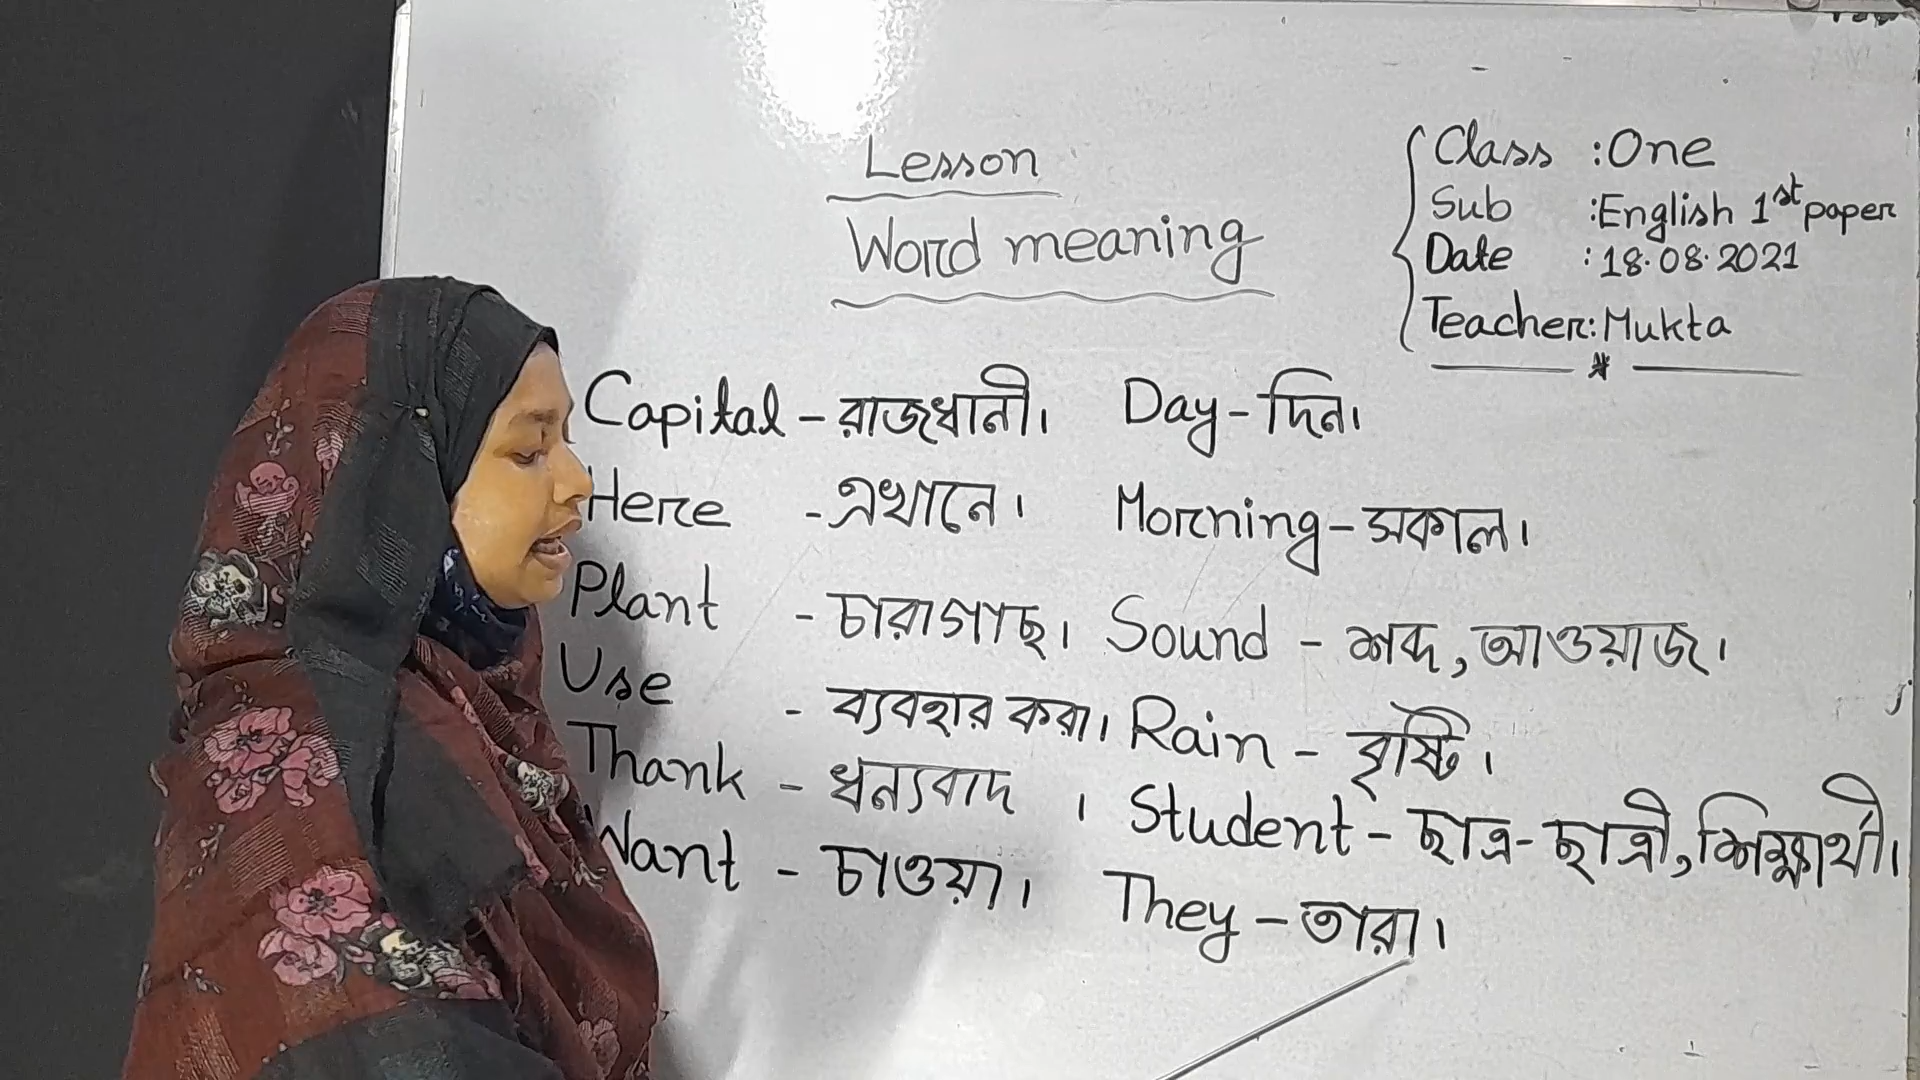 Lesson
Word meaning
Class : One
Sub : English 1st paper
Date : 18.08.2021
Teacher: Mukta
Capital - রাজধানী।
Here - এখানে।
Plant - চারাগাছ।
Use - ব্যবহার করা।
Thank - ধন্যবাদ ।
Want - চাওয়া।
Day - দিন।
Morning - সকাল।
Sound - শব্দ, আওয়াজ।
Rain - বৃষ্টি।
Student - ছাত্র-ছাত্রী, শিক্ষার্থী।
They - তারা।